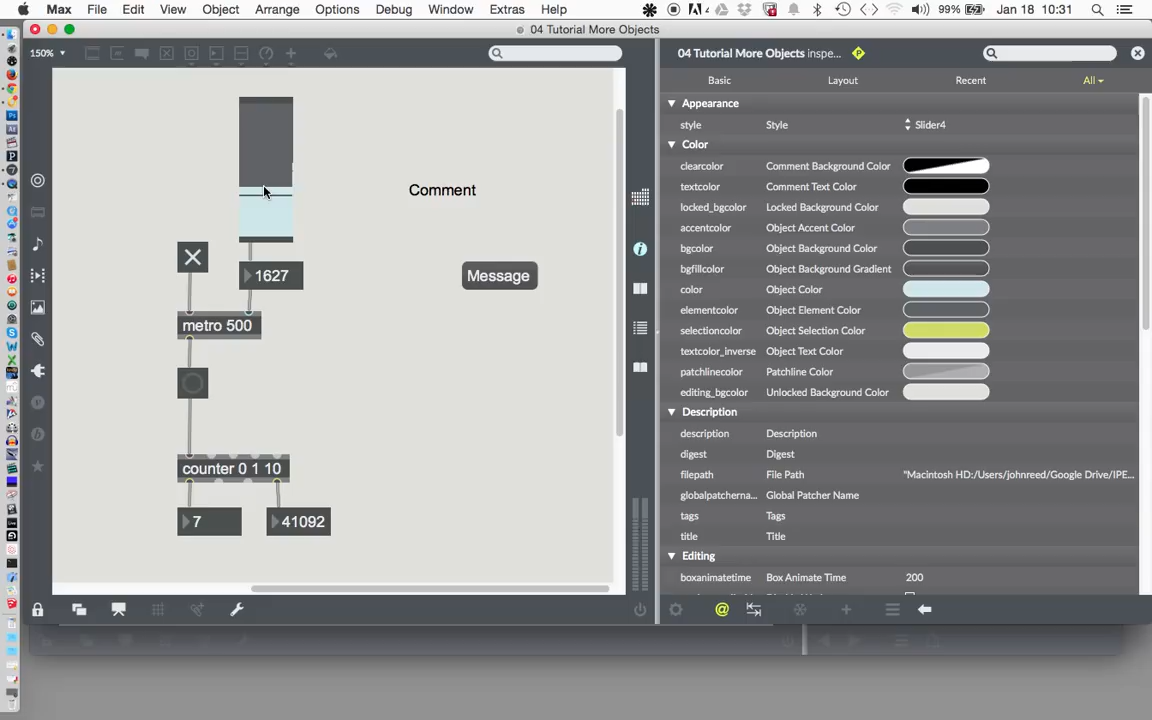 Max File Edit View Object Arrange Options Debug Window Extras Help 4 99% Jan 18 10:31
04 Tutorial More Objects
150%
Comment
1627
Message
metro 500
counter 0 1 10
7 41092
04 Tutorial More Objects inspe...
Basic Layout Recent All
Appearance
style Style Slider4
Color
clearcolor Comment Background Color
textcolor Comment Text Color
locked_bgcolor Locked Background Color
accentcolor Object Accent Color
bgcolor Object Background Color
bgfillcolor Object Background Gradient
color Object Color
elementcolor Object Element Color
selectioncolor Object Selection Color
textcolor_inverse Object Text Color
patchlinecolor Patchline Color
editing_bgcolor Unlocked Background Color
Description
description Description
digest Digest
filepath File Path "Macintosh HD:/Users/johnreed/Google Drive/IPE...
globalpatcherna... Global Patcher Name
tags Tags
title Title
Editing
boxanimatetime Box Animate Time 200